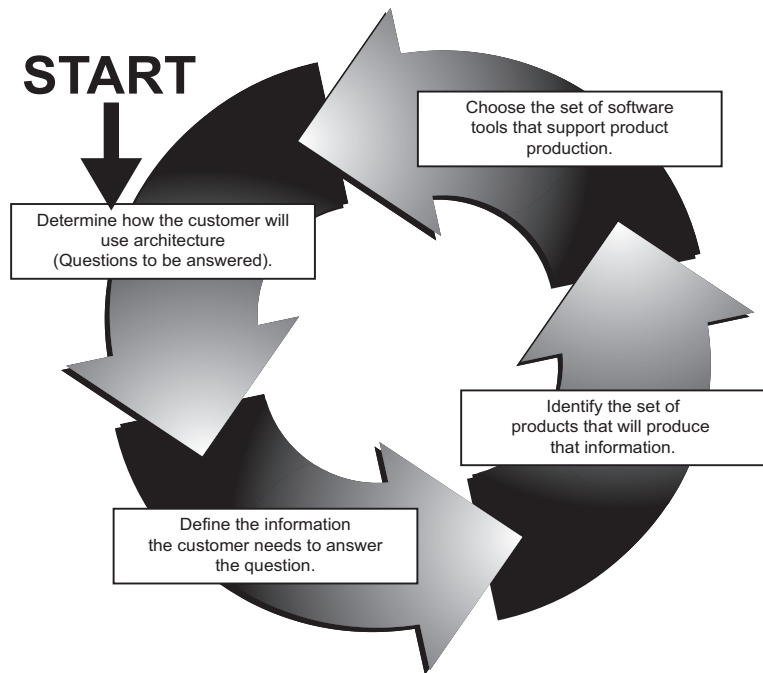 START
Determine how the customer will
use architecture
(Questions to be answered).
Define the information
the customer needs to answer
the question.
Identify the set of
products that will produce
that information.
Choose the set of software
tools that support product
production.